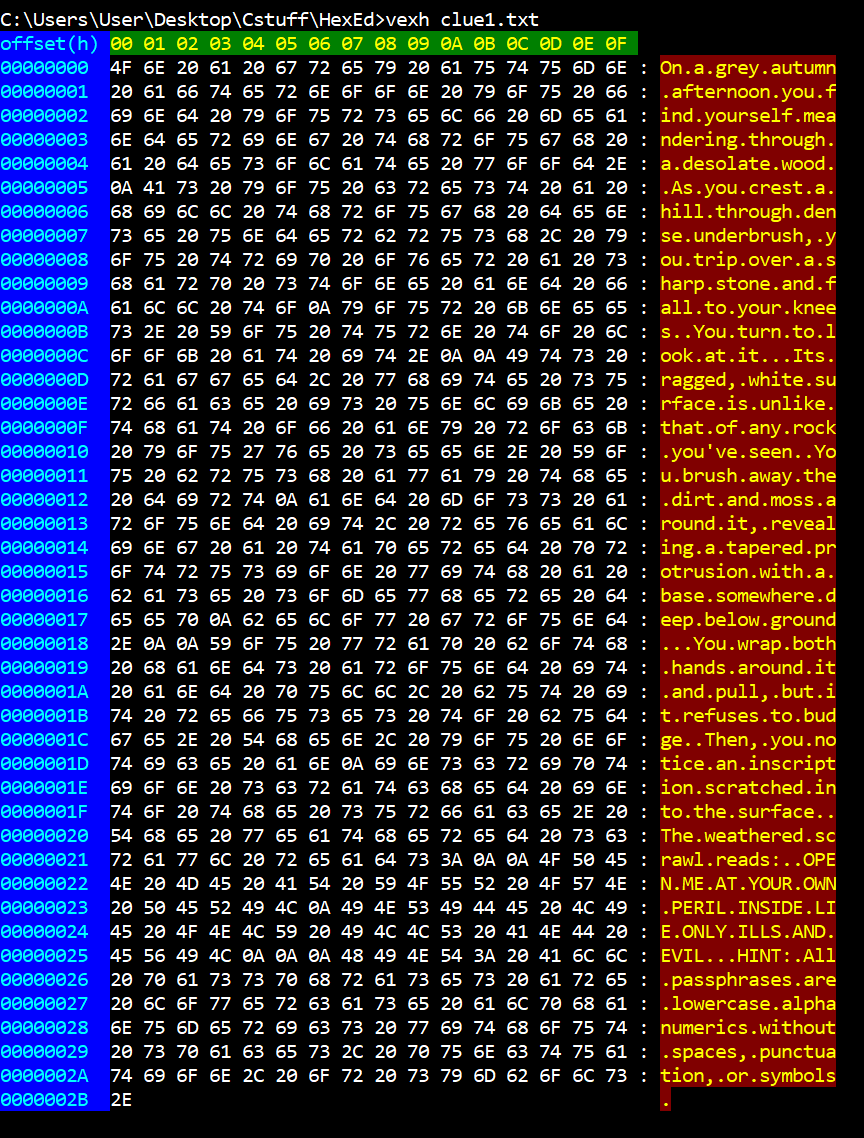 C:\Users\User\Desktop\Cstuff\HexEd>vexh clue1.txt
offset(h) 00 01 02 03 04 05 06 07 08 09 0A 0B 0C 0D 0E 0F
00000000 4F 6E 20 61 20 67 72 65 79 20 61 75 74 75 6D 6E : On.a.grey.autumn
00000001 20 61 66 74 65 72 6E 6F 6F 6E 20 79 6F 75 20 66 : .afternoon.you.f
00000002 69 6E 64 20 79 6F 75 72 73 65 6C 66 20 6D 65 61 : ind.yourself.mea
00000003 6E 64 65 72 69 6E 67 20 74 68 72 6F 75 67 68 20 : ndering.through.
00000004 61 20 64 65 73 6F 6C 61 74 65 20 77 6F 6F 64 2E : a.desolate.wood.
00000005 0A 41 73 20 79 6F 75 20 63 72 65 73 74 20 61 20 : .As.you.crest.a.
00000006 68 69 6C 6C 20 74 68 72 6F 75 67 68 20 64 65 6E : hill.through.den
00000007 73 65 20 75 6E 64 65 72 62 72 75 73 68 2C 20 79 : se.underbrush,.y
00000008 6F 75 20 74 72 69 70 20 6F 76 65 72 20 61 20 73 : ou.trip.over.a.s
00000009 68 61 72 70 20 73 74 6F 6E 65 20 61 6E 64 20 66 : harp.stone.and.f
0000000A 61 6C 6C 20 74 6F 0A 79 6F 75 72 20 6B 6E 65 65 : all.to.your.knee
0000000B 73 2E 20 59 6F 75 20 74 75 72 6E 20 74 6F 20 6C : s..You.turn.to.l
0000000C 6F 6F 6B 20 61 74 20 69 74 2E 0A 0A 49 74 73 20 : ook.at.it...Its.
0000000D 72 61 67 67 65 64 2C 20 77 68 69 74 65 20 73 75 : ragged,.white.su
0000000E 72 66 61 63 65 20 69 73 20 75 6E 6C 69 6B 65 20 : rface.is.unlike.
0000000F 74 68 61 74 20 6F 66 20 61 6E 79 20 72 6F 63 6B : that.of.any.rock
00000010 20 79 6F 75 27 76 65 20 73 65 65 6E 2E 20 59 6F : .you've.seen..Yo
00000011 75 20 62 72 75 73 68 20 61 77 61 79 20 74 68 65 : u.brush.away.the
00000012 20 64 69 72 74 0A 61 6E 64 20 6D 6F 73 73 20 61 : .dirt.and.moss.a
00000013 72 6F 75 6E 64 20 69 74 2C 20 72 65 76 65 61 6C : round.it,.reveal
00000014 69 6E 67 20 61 20 74 61 70 65 72 65 64 20 70 72 : ing.a.tapered.pr
00000015 6F 74 72 75 73 69 6F 6E 20 77 69 74 68 20 61 20 : otrusion.with.a.
00000016 62 61 73 65 20 73 6F 6D 65 77 68 65 72 65 20 64 : base.somewhere.d
00000017 65 65 70 0A 62 65 6C 6F 77 20 67 72 6F 75 6E 64 : eep.below.ground
00000018 2E 0A 0A 59 6F 75 20 77 72 61 70 20 62 6F 74 68 : ...You.wrap.both
00000019 20 68 61 6E 64 73 20 61 72 6F 75 6E 64 20 69 74 : .hands.around.it
0000001A 20 61 6E 64 20 70 75 6C 6C 2C 20 62 75 74 20 69 : .and.pull,.but.i
0000001B 74 20 72 65 66 75 73 65 73 20 74 6F 20 62 75 64 : t.refuses.to.bud
0000001C 67 65 2E 20 54 68 65 6E 2C 20 79 6F 75 20 6E 6F : ge..Then,.you.no
0000001D 74 69 63 65 20 61 6E 0A 69 6E 73 63 72 69 70 74 : tice.an.inscript
0000001E 69 6F 6E 20 73 63 72 61 74 63 68 65 64 20 69 6E : ion.scratched.in
0000001F 74 6F 20 74 68 65 20 73 75 72 66 61 63 65 2E 20 : to.the.surface..
00000020 54 68 65 20 77 65 61 74 68 65 72 65 64 20 73 63 : The.weathered.sc
00000021 72 61 77 6C 20 72 65 61 64 73 3A 0A 0A 4F 50 45 : rawl.reads:..OPE
00000022 4E 20 4D 45 20 41 54 20 59 4F 55 52 20 4F 57 4E : N.ME.AT.YOUR.OWN
00000023 20 50 45 52 49 4C 0A 49 4E 53 49 44 45 20 4C 49 : .PERIL.INSIDE.LI
00000024 45 20 4F 4E 4C 59 20 49 4C 4C 53 20 41 4E 44 20 : E.ONLY.ILLS.AND.
00000025 45 56 49 4C 0A 0A 0A 48 49 4E 54 3A 20 41 6C 6C : EVIL...HINT:.All
00000026 20 70 61 73 73 70 68 72 61 73 65 73 20 61 72 65 : .passphrases.are
00000027 20 6C 6F 77 65 72 63 61 73 65 20 61 6C 70 68 61 : .lowercase.alpha
00000028 6E 75 6D 65 72 69 63 73 20 77 69 74 68 6F 75 74 : numerics.without
00000029 20 73 70 61 63 65 73 2C 20 70 75 6E 63 74 75 61 : .spaces,.punctua
0000002A 74 69 6F 6E 2C 20 6F 72 20 73 79 6D 62 6F 6C 73 : tion,.or.symbols
0000002B 2E .